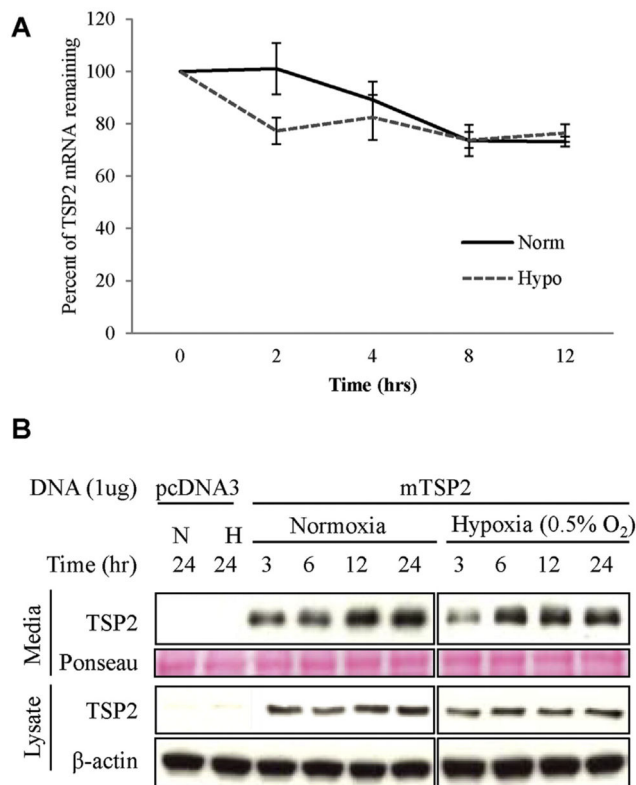 A
Percent of TSP2 mRNA remaining
120
100
80
60
40
20
0
Norm
Hypo
0 2 4 8 12
Time (hrs)
B
DNA (1ug) pcDNA3 mTSP2
N H Normoxia Hypoxia (0.5% O₂)
Time (hr) 24 24 3 6 12 24 3 6 12 24
Media
TSP2
Ponseau
Lysate
TSP2
β-actin